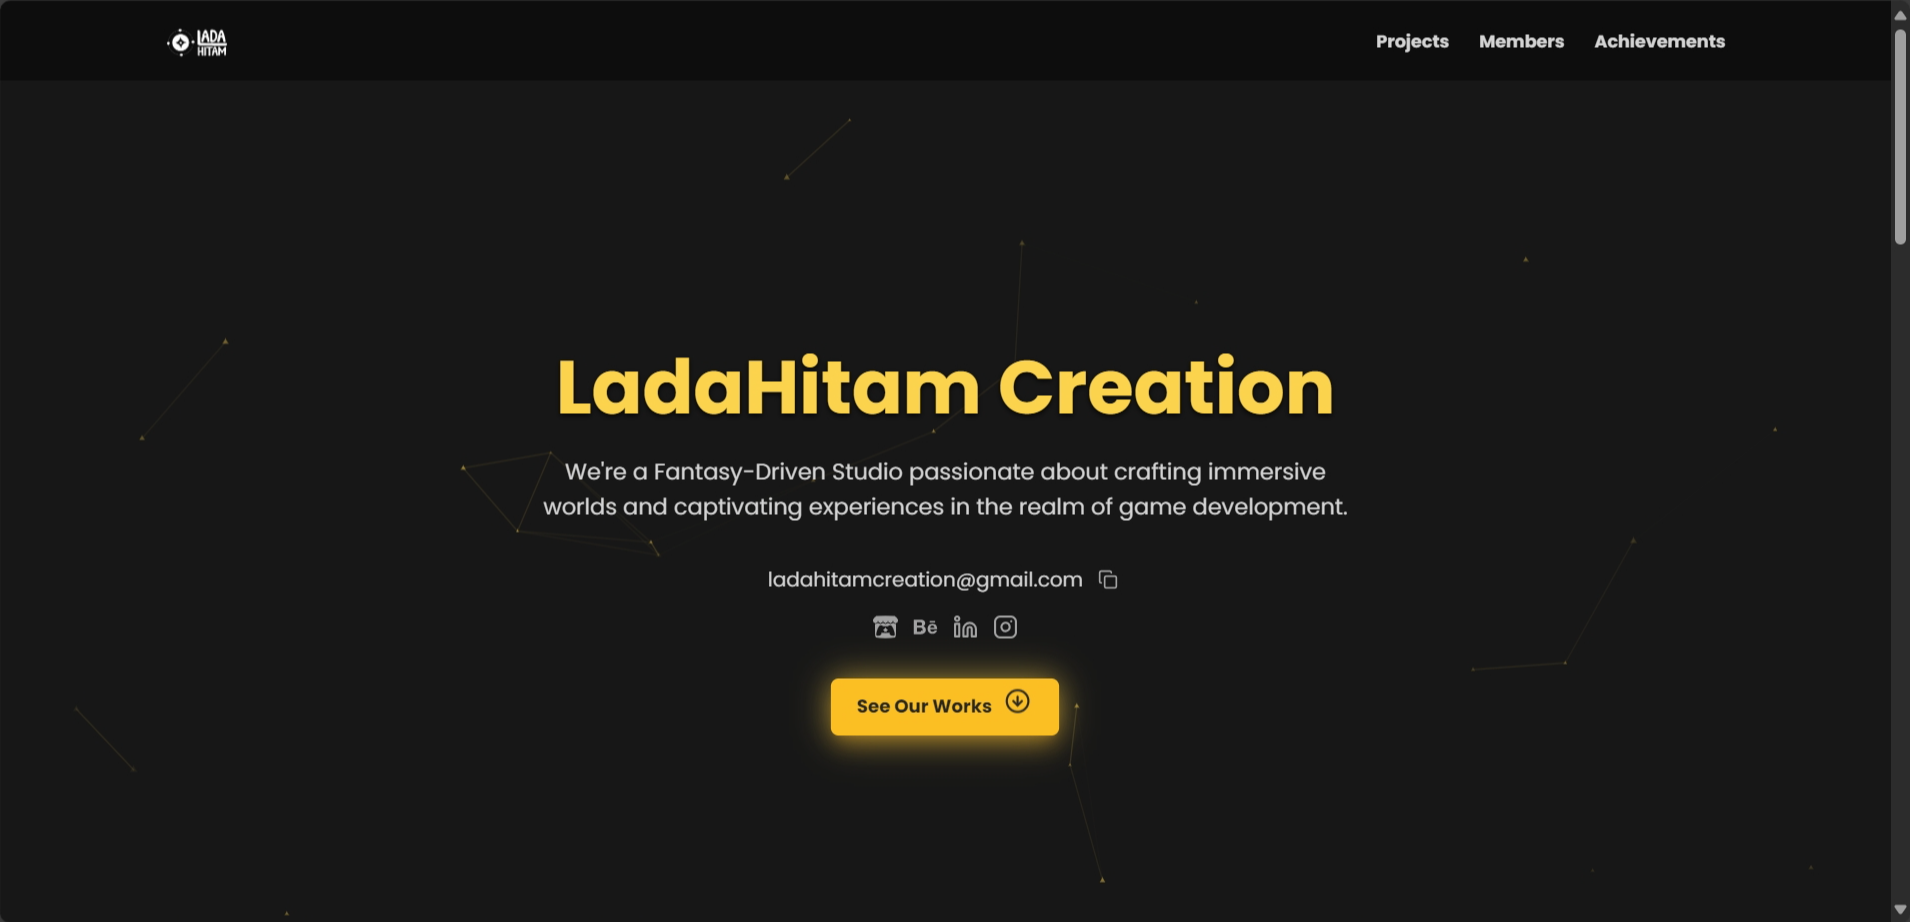 LADA
HITAM
Projects
Members
Achievements
LadaHitam Creation
We're a Fantasy-Driven Studio passionate about crafting immersive
worlds and captivating experiences in the realm of game development.
ladahitamcreation@gmail.com
Bē
in
See Our Works